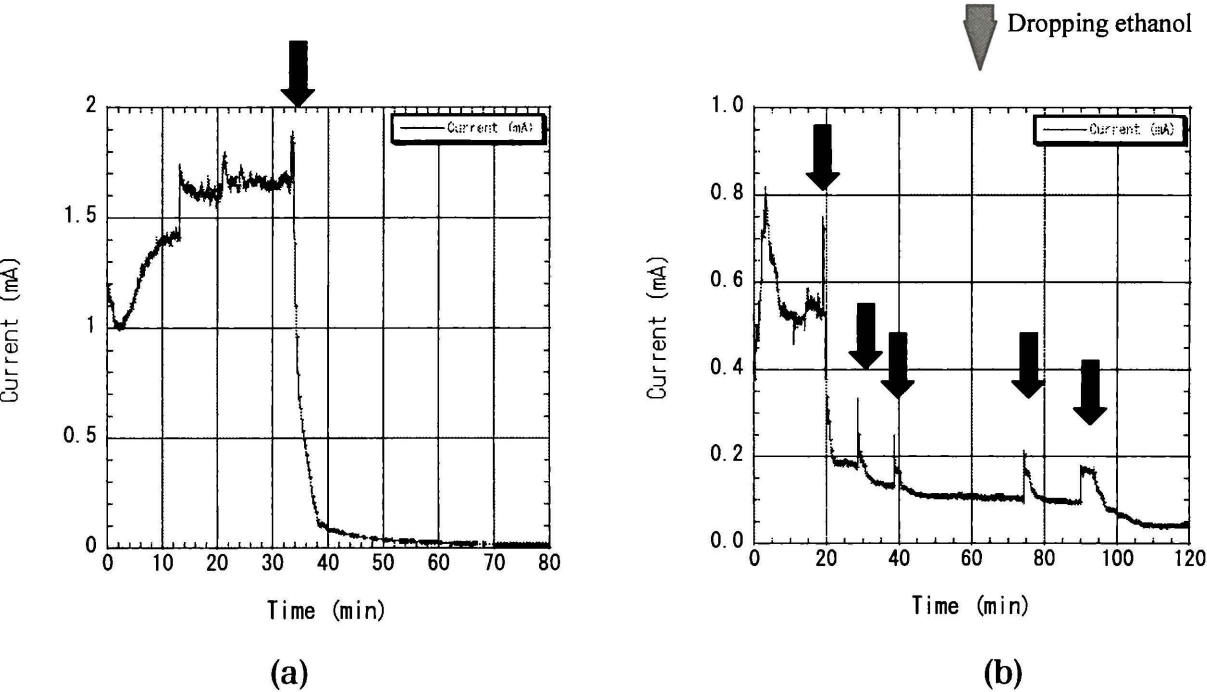 Dropping ethanol
2
1.5
1
0.5
0
Current (mA)
Current (mA)
0 10 20 30 40 50 60 70 80
Time (min)
(a)
1.0
0.8
0.6
0.4
0.2
0.0
Current (mA)
Current (mA)
0 20 40 60 80 100 120
Time (min)
(b)